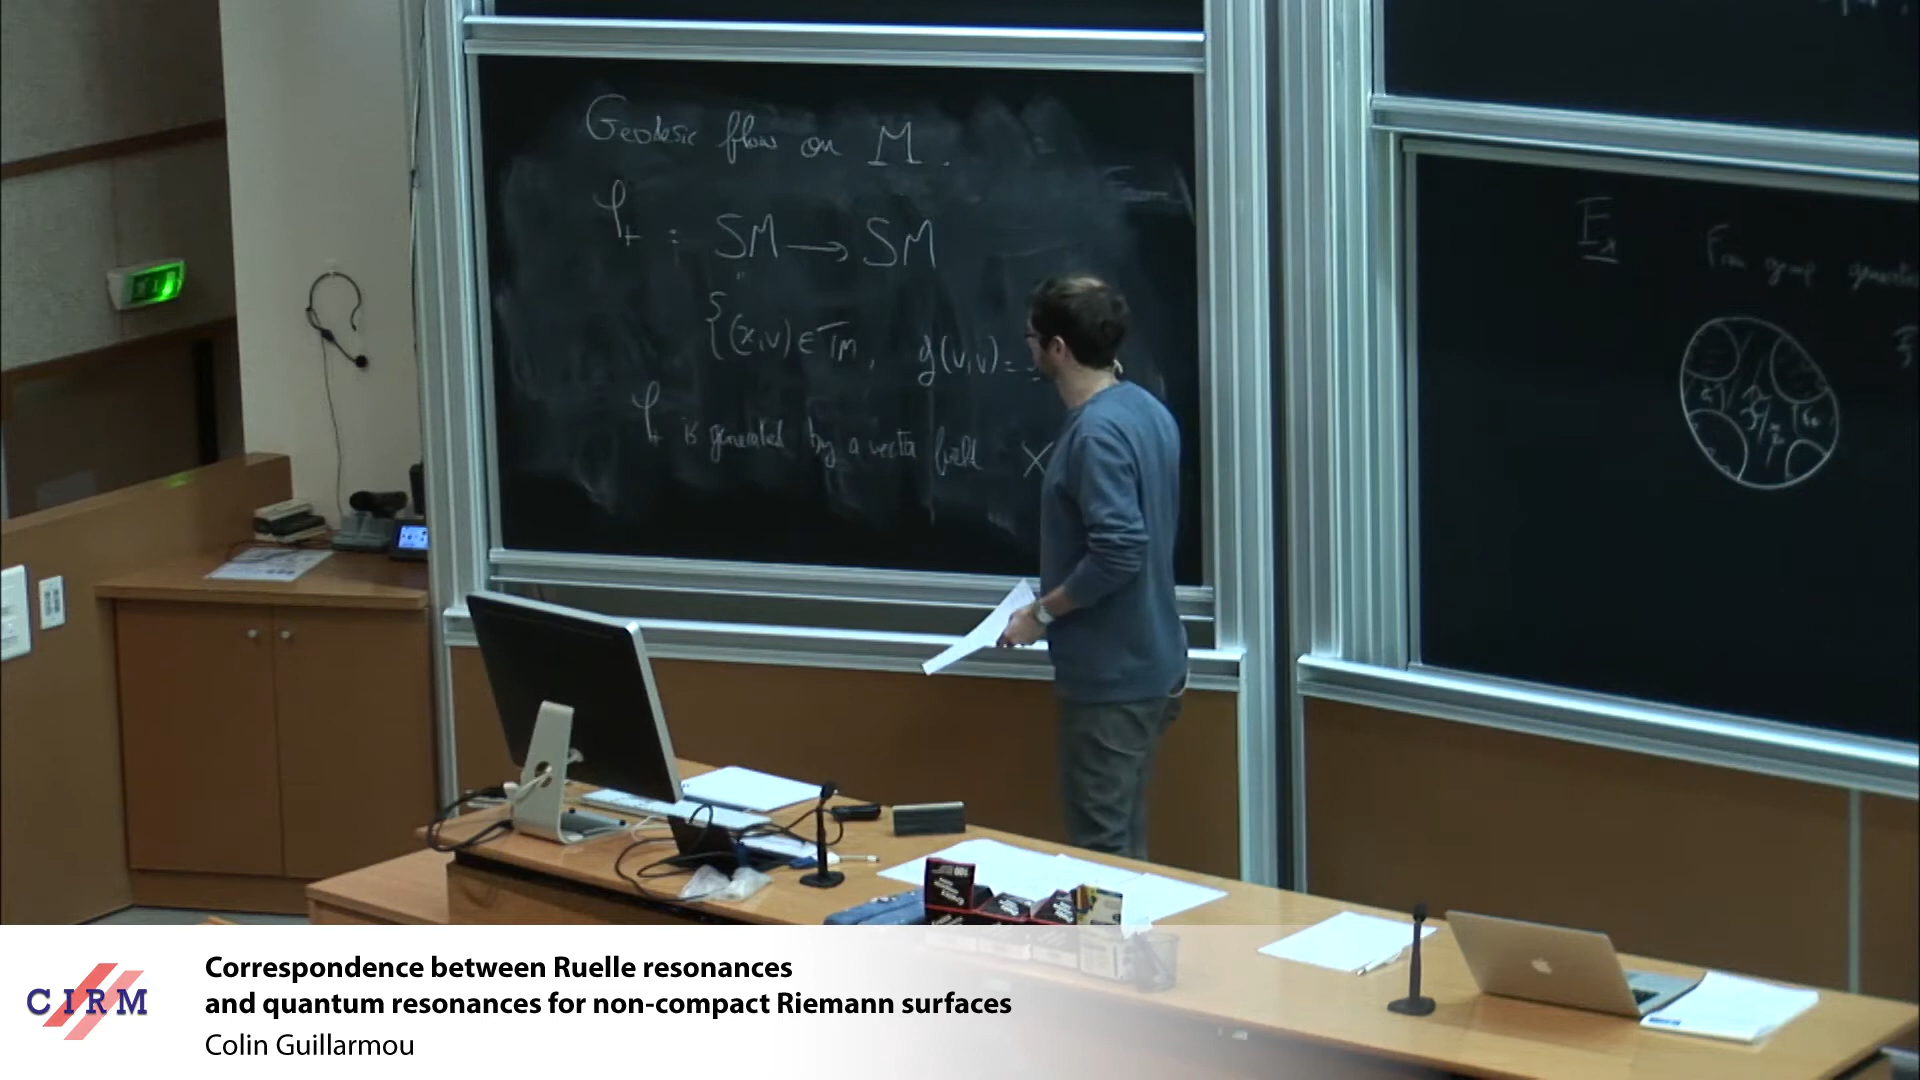 Geodesic flow on M.
φt : SM → SM
"
{(x,v) ∈ TM, g(v,v) =
φt is generated by a vector field X
Ex
Free group
CIRM
Correspondence between Ruelle resonances
and quantum resonances for non-compact Riemann surfaces
Colin Guillarmou